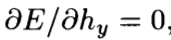 ∂E/∂h_y = 0,